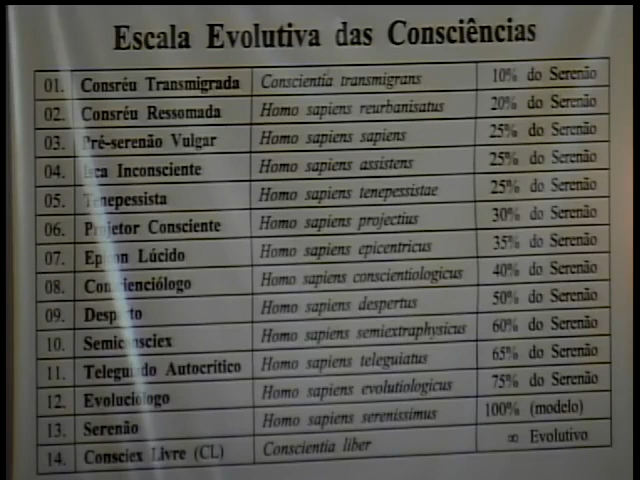 Escala Evolutiva das Consciências
01. Consréu Transmigrada Conscientia transmigrans 10% do Serenão
02. Consréu Ressomada Homo sapiens reurbanisatus 20% do Serenão
03. Pré-serenão Vulgar Homo sapiens sapiens 25% do Serenão
04. Isca Inconsciente Homo sapiens assistens 25% do Serenão
05. Tenepessista Homo sapiens tenepessistae 25% do Serenão
06. Projetor Consciente Homo sapiens projectius 30% do Serenão
07. Epicon Lúcido Homo sapiens epicentricus 35% do Serenão
08. Conscienciólogo Homo sapiens conscientiologicus 40% do Serenão
09. Desperto Homo sapiens despertus 50% do Serenão
10. Semiconsciex Homo sapiens semiextraphysicus 60% do Serenão
11. Teleguiado Autocrítico Homo sapiens teleguiatus 65% do Serenão
12. Evoluciólogo Homo sapiens evolutiologicus 75% do Serenão
13. Serenão Homo sapiens serenissimus 100% (modelo)
14. Consciex Livre (CL) Conscientia liber ∞ Evolutivo